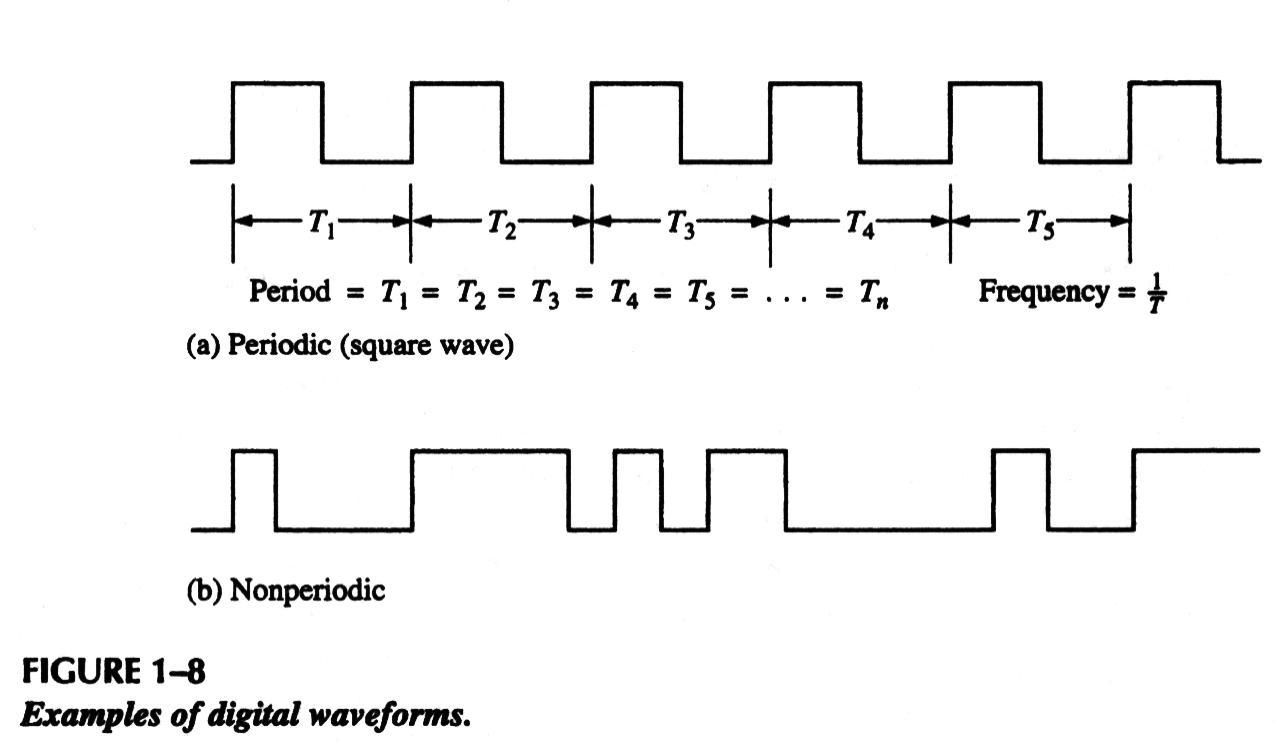 T₁ T₂ T₃ T₄ T₅
Period = T₁ = T₂ = T₃ = T₄ = T₅ = . . . = Tₙ Frequency = 1/T
(a) Periodic (square wave)
(b) Nonperiodic
FIGURE 1–8
Examples of digital waveforms.